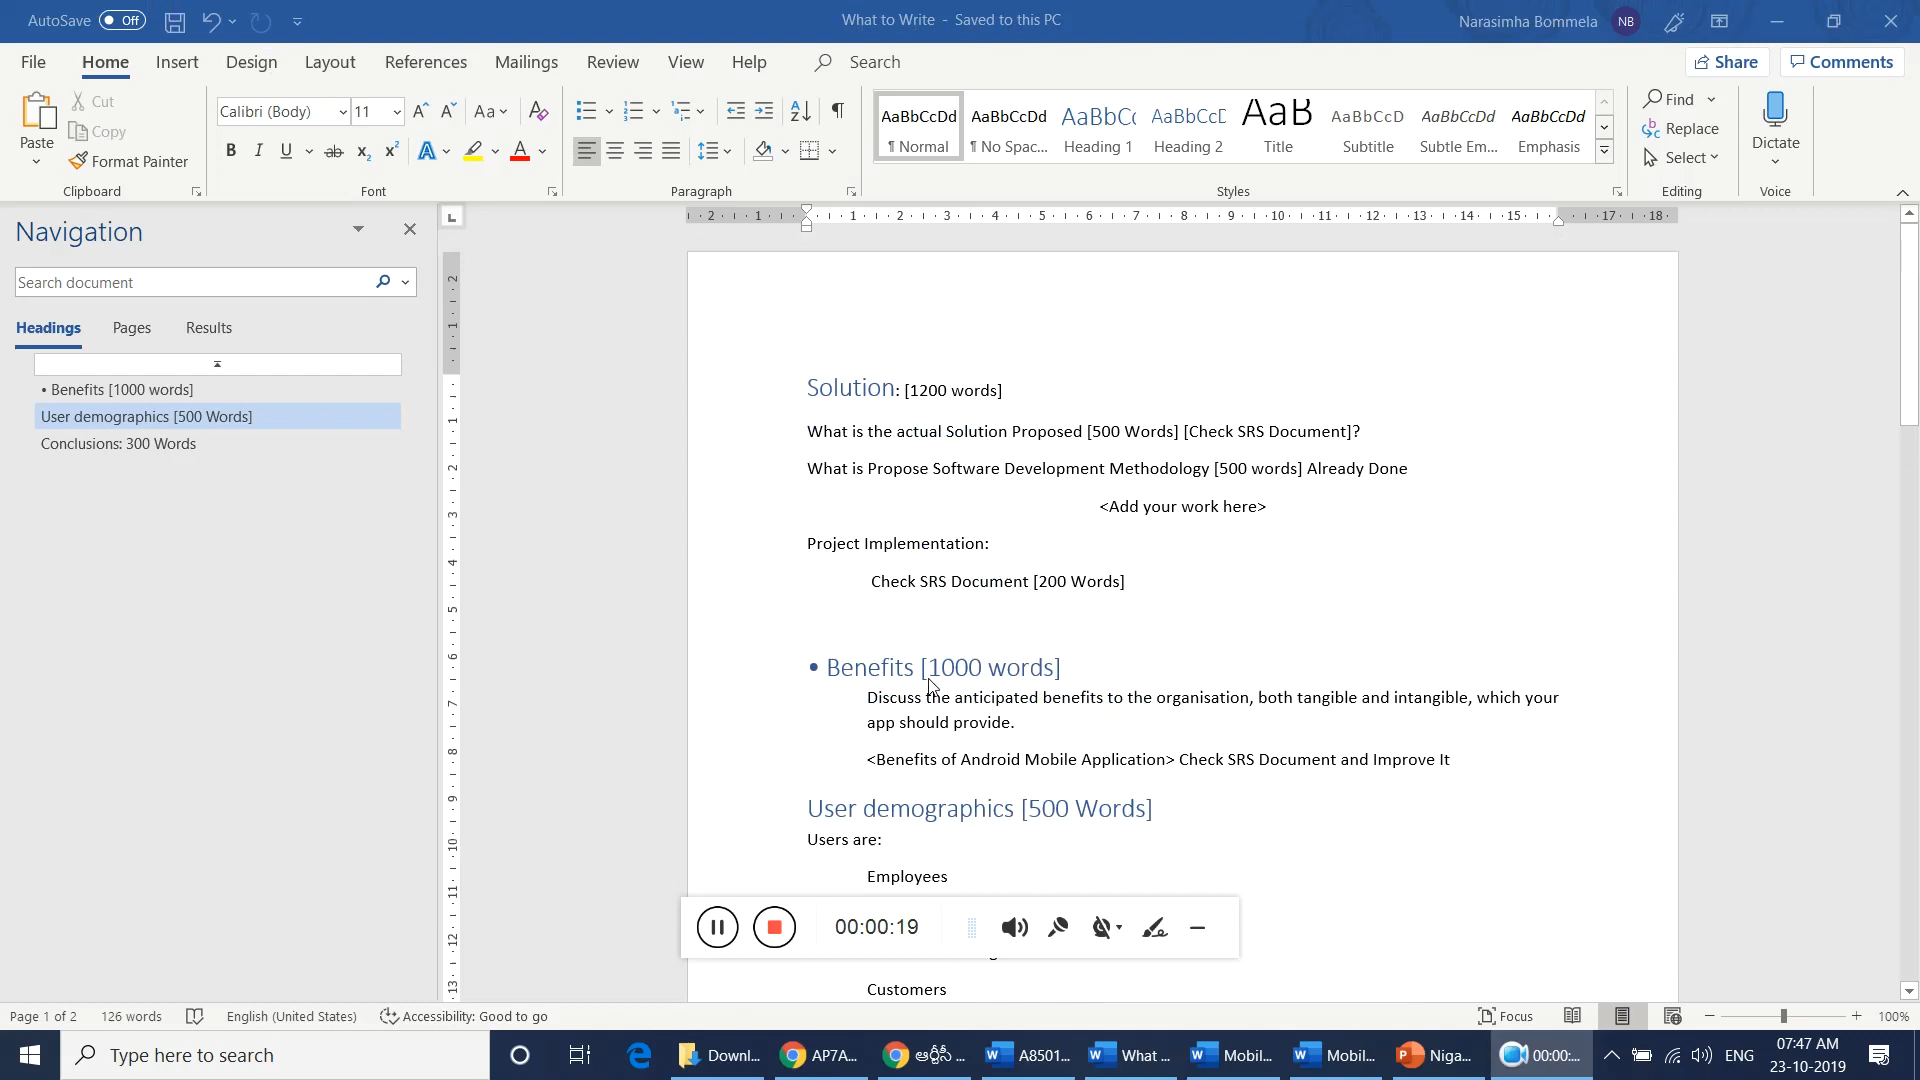 AutoSave Off
What to Write - Saved to this PC
Narasimha Bommela NB
File Home Insert Design Layout References Mailings Review View Help Search
Share Comments
Paste
Cut
Copy
Format Painter
Clipboard
Calibri (Body) 11
Font
Paragraph
AaBbCcDd AaBbCcDd AaBbCc AaBbCcD AaB AaBbCcD AaBbCcDd AaBbCcDd
¶ Normal ¶ No Spac... Heading 1 Heading 2 Title Subtitle Subtle Em... Emphasis
Styles
Find
Replace
Select
Editing
Dictate
Voice
Navigation
Search document
Headings Pages Results
• Benefits [1000 words]
User demographics [500 Words]
Conclusions: 300 Words
Solution: [1200 words]
What is the actual Solution Proposed [500 Words] [Check SRS Document]?
What is Propose Software Development Methodology [500 words] Already Done
<Add your work here>
Project Implementation:
Check SRS Document [200 Words]
• Benefits [1000 words]
Discuss the anticipated benefits to the organisation, both tangible and intangible, which your
app should provide.
<Benefits of Android Mobile Application> Check SRS Document and Improve It
User demographics [500 Words]
Users are:
Employees
Customers
00:00:19
Page 1 of 2 126 words English (United States) Accessibility: Good to go
Focus 100%
Type here to search
Downl... AP7A... ఆర్టీసీ ... A8501... What ... Mobil... Mobil... Niga... 00:00:...
ENG
07:47 AM
23-10-2019